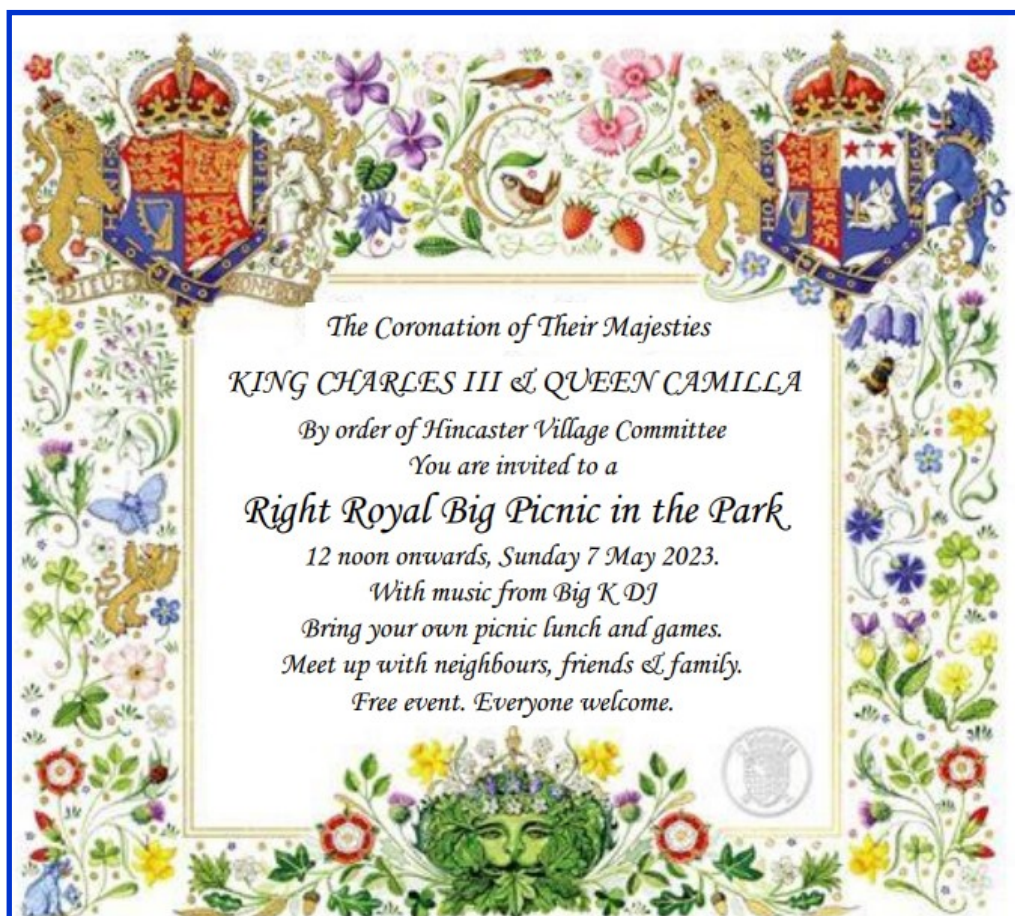 The Coronation of Their Majesties
KING CHARLES III & QUEEN CAMILLA
By order of Hincaster Village Committee
You are invited to a
Right Royal Big Picnic in the Park
12 noon onwards, Sunday 7 May 2023.
With music from Big K DJ
Bring your own picnic lunch and games.
Meet up with neighbours, friends & family.
Free event. Everyone welcome.